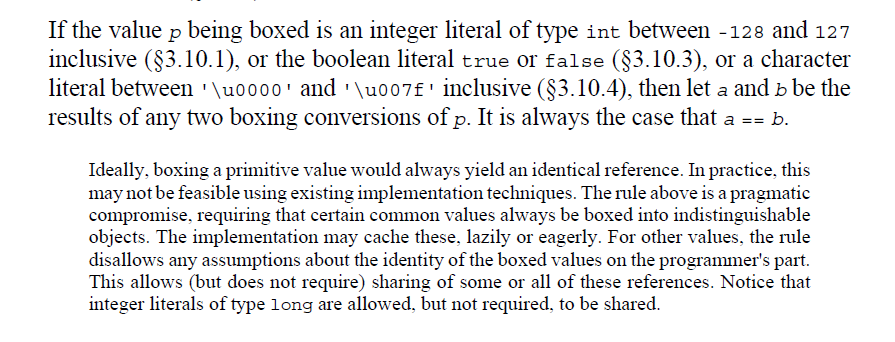 If the value p being boxed is an integer literal of type int between -128 and 127
inclusive (§3.10.1), or the boolean literal true or false (§3.10.3), or a character
literal between '\u0000' and '\u007f' inclusive (§3.10.4), then let a and b be the
results of any two boxing conversions of p. It is always the case that a == b.
Ideally, boxing a primitive value would always yield an identical reference. In practice, this
may not be feasible using existing implementation techniques. The rule above is a pragmatic
compromise, requiring that certain common values always be boxed into indistinguishable
objects. The implementation may cache these, lazily or eagerly. For other values, the rule
disallows any assumptions about the identity of the boxed values on the programmer's part.
This allows (but does not require) sharing of some or all of these references. Notice that
integer literals of type long are allowed, but not required, to be shared.